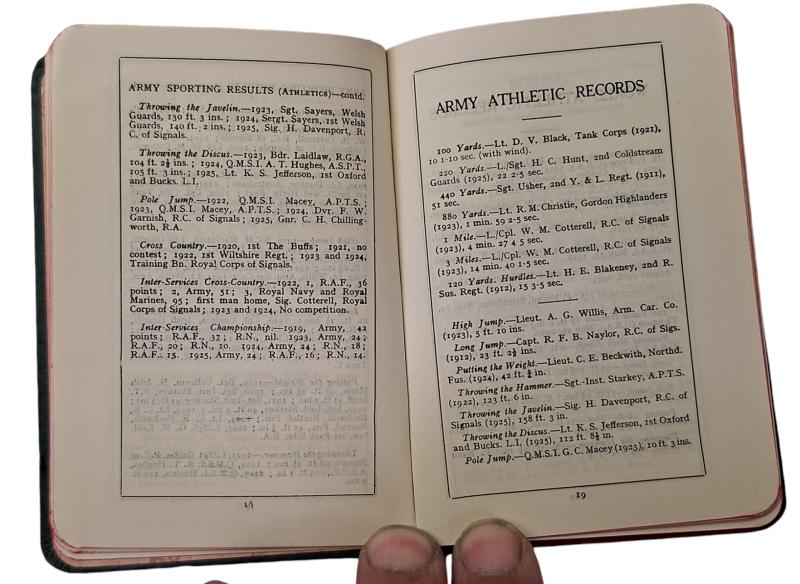 ARMY SPORTING RESULTS (ATHLETICS)—contd.
Throwing the Javelin.—1923, Sgt. Sayers, Welsh
Guards, 130 ft. 3 ins.; 1924, Sergt. Sayers, 1st Welsh
Guards, 140 ft. 2 ins.; 1925, Sig. H. Davenport, R.
C. of Signals.
Throwing the Discus.—1923, Bdr. Laidlaw, R.G.A.,
104 ft. 2½ ins.; 1924, Q.M.S.I. A. T. Hughes, A.S.P.T.,
105 ft. 3 ins.; 1925, Lt. K. S. Jefferson, 1st Oxford
and Bucks. L.I.
Pole Jump.—1922, Q.M.S.I. Macey, A.P.T.S.;
1923, Q.M.S.I. Macey, A.P.T.S.; 1924, Dvr. F. W.
Garnish, R.C. of Signals; 1925, Gnr. C. H. Chilling-
worth, R.A.
Cross Country.—1920, 1st The Buffs; 1921, no
contest; 1922, 1st Wiltshire Regt.; 1923 and 1924,
Training Bn. Royal Corps of Signals.
Inter-Services Cross-Country.—1922, 1, R.A.F., 36
points; 2, Army, 51; 3, Royal Navy and Royal
Marines, 95; first man home, Sig. Cotterell, Royal
Corps of Signals; 1923 and 1924, No competition.
Inter-Services Championship.—1919, Army, 42
points; R.A.F., 37; R.N., nil. 1923, Army, 24;
R.A.F., 20; R.N., 10. 1924, Army, 24; R.N., 18;
R.A.F. 15. 1925, Army, 24; R.A.F., 16; R.N., 14.
18
ARMY ATHLETIC RECORDS
100 Yards.—Lt. D. V. Black, Tank Corps (1921),
10 1-10 sec. (with wind).
220 Yards.—L./Sgt. H. C. Hunt, 2nd Coldstream
Guards (1925), 22 2-5 sec.
440 Yards.—Sgt. Usher, 2nd Y. & L. Regt. (1911),
51 sec.
880 Yards.—Lt. R. M. Christie, Gordon Highlanders
(1923), 1 min. 59 2-5 sec.
1 Mile.—L./Cpl. W. M. Cotterell, R.C. of Signals
(1923), 4 min. 27 4 5 sec.
3 Miles.—L./Cpl. W. M. Cotterell, R.C. of Signals
(1923), 14 min. 40 1-5 sec.
120 Yards. Hurdles.—Lt. H. E. Blakeney, 2nd R.
Sus. Regt. (1912), 15 3-5 sec.
High Jump.—Lieut. A. G. Willis, Arm. Car. Co.
(1923), 5 ft. 10 ins.
Long Jump.—Capt. R. F. B. Naylor, R.C. of Sigs.
(1912), 23 ft. 2½ ins.
Putting the Weight.—Lieut. C. E. Beckwith, Northd.
Fus. (1924), 42 ft. ¾ in.
Throwing the Hammer.—Sgt.-Inst. Starkey, A.P.T.S.
(1922), 123 ft. 6 in.
Throwing the Javelin.—Sig. H. Davenport, R.C. of
Signals (1925), 158 ft. 3 in.
Throwing the Discus.—Lt. K. S. Jefferson, 1st Oxford
and Bucks. L.I. (1925), 112 ft. 8½ in.
Pole Jump.—Q.M.S.I. G. C. Macey (1923), 10 ft. 3 ins.
19